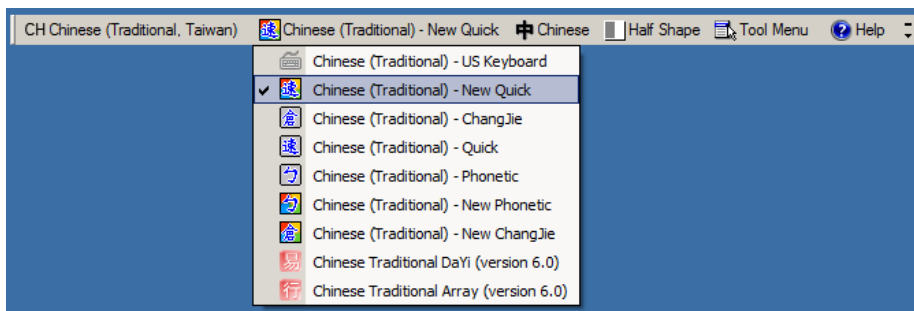 CH Chinese (Traditional, Taiwan) 速 Chinese (Traditional) - New Quick 中 Chinese Half Shape Tool Menu ? Help
Chinese (Traditional) - US Keyboard
速 Chinese (Traditional) - New Quick
倉 Chinese (Traditional) - ChangJie
速 Chinese (Traditional) - Quick
ㄅ Chinese (Traditional) - Phonetic
ㄅ Chinese (Traditional) - New Phonetic
倉 Chinese (Traditional) - New ChangJie
易 Chinese Traditional DaYi (version 6.0)
行 Chinese Traditional Array (version 6.0)